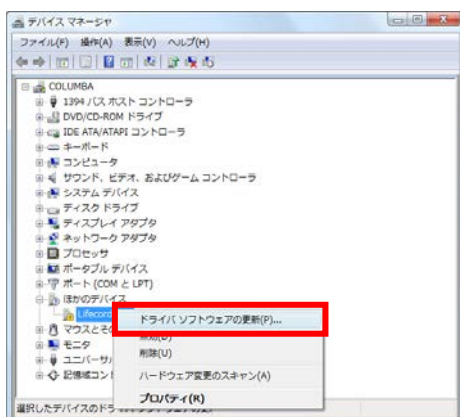 デバイス マネージャ
ファイル(F) 操作(A) 表示(V) ヘルプ(H)
COLUMBA
1394 バス ホスト コントローラ
DVD/CD-ROM ドライブ
IDE ATA/ATAPI コントローラ
キーボード
コンピュータ
サウンド、ビデオ、およびゲーム コントローラ
システム デバイス
ディスク ドライブ
ディスプレイ アダプタ
ネットワーク アダプタ
プロセッサ
ポータブル デバイス
ポート (COM と LPT)
ほかのデバイス
Lifecord
ドライバ ソフトウェアの更新(P)...
マウスとそ
モニタ
削除(U)
ユニバーサ
記憶域コン
ハードウェア変更のスキャン(A)
プロパティ(R)
選択したデバイスのドラ